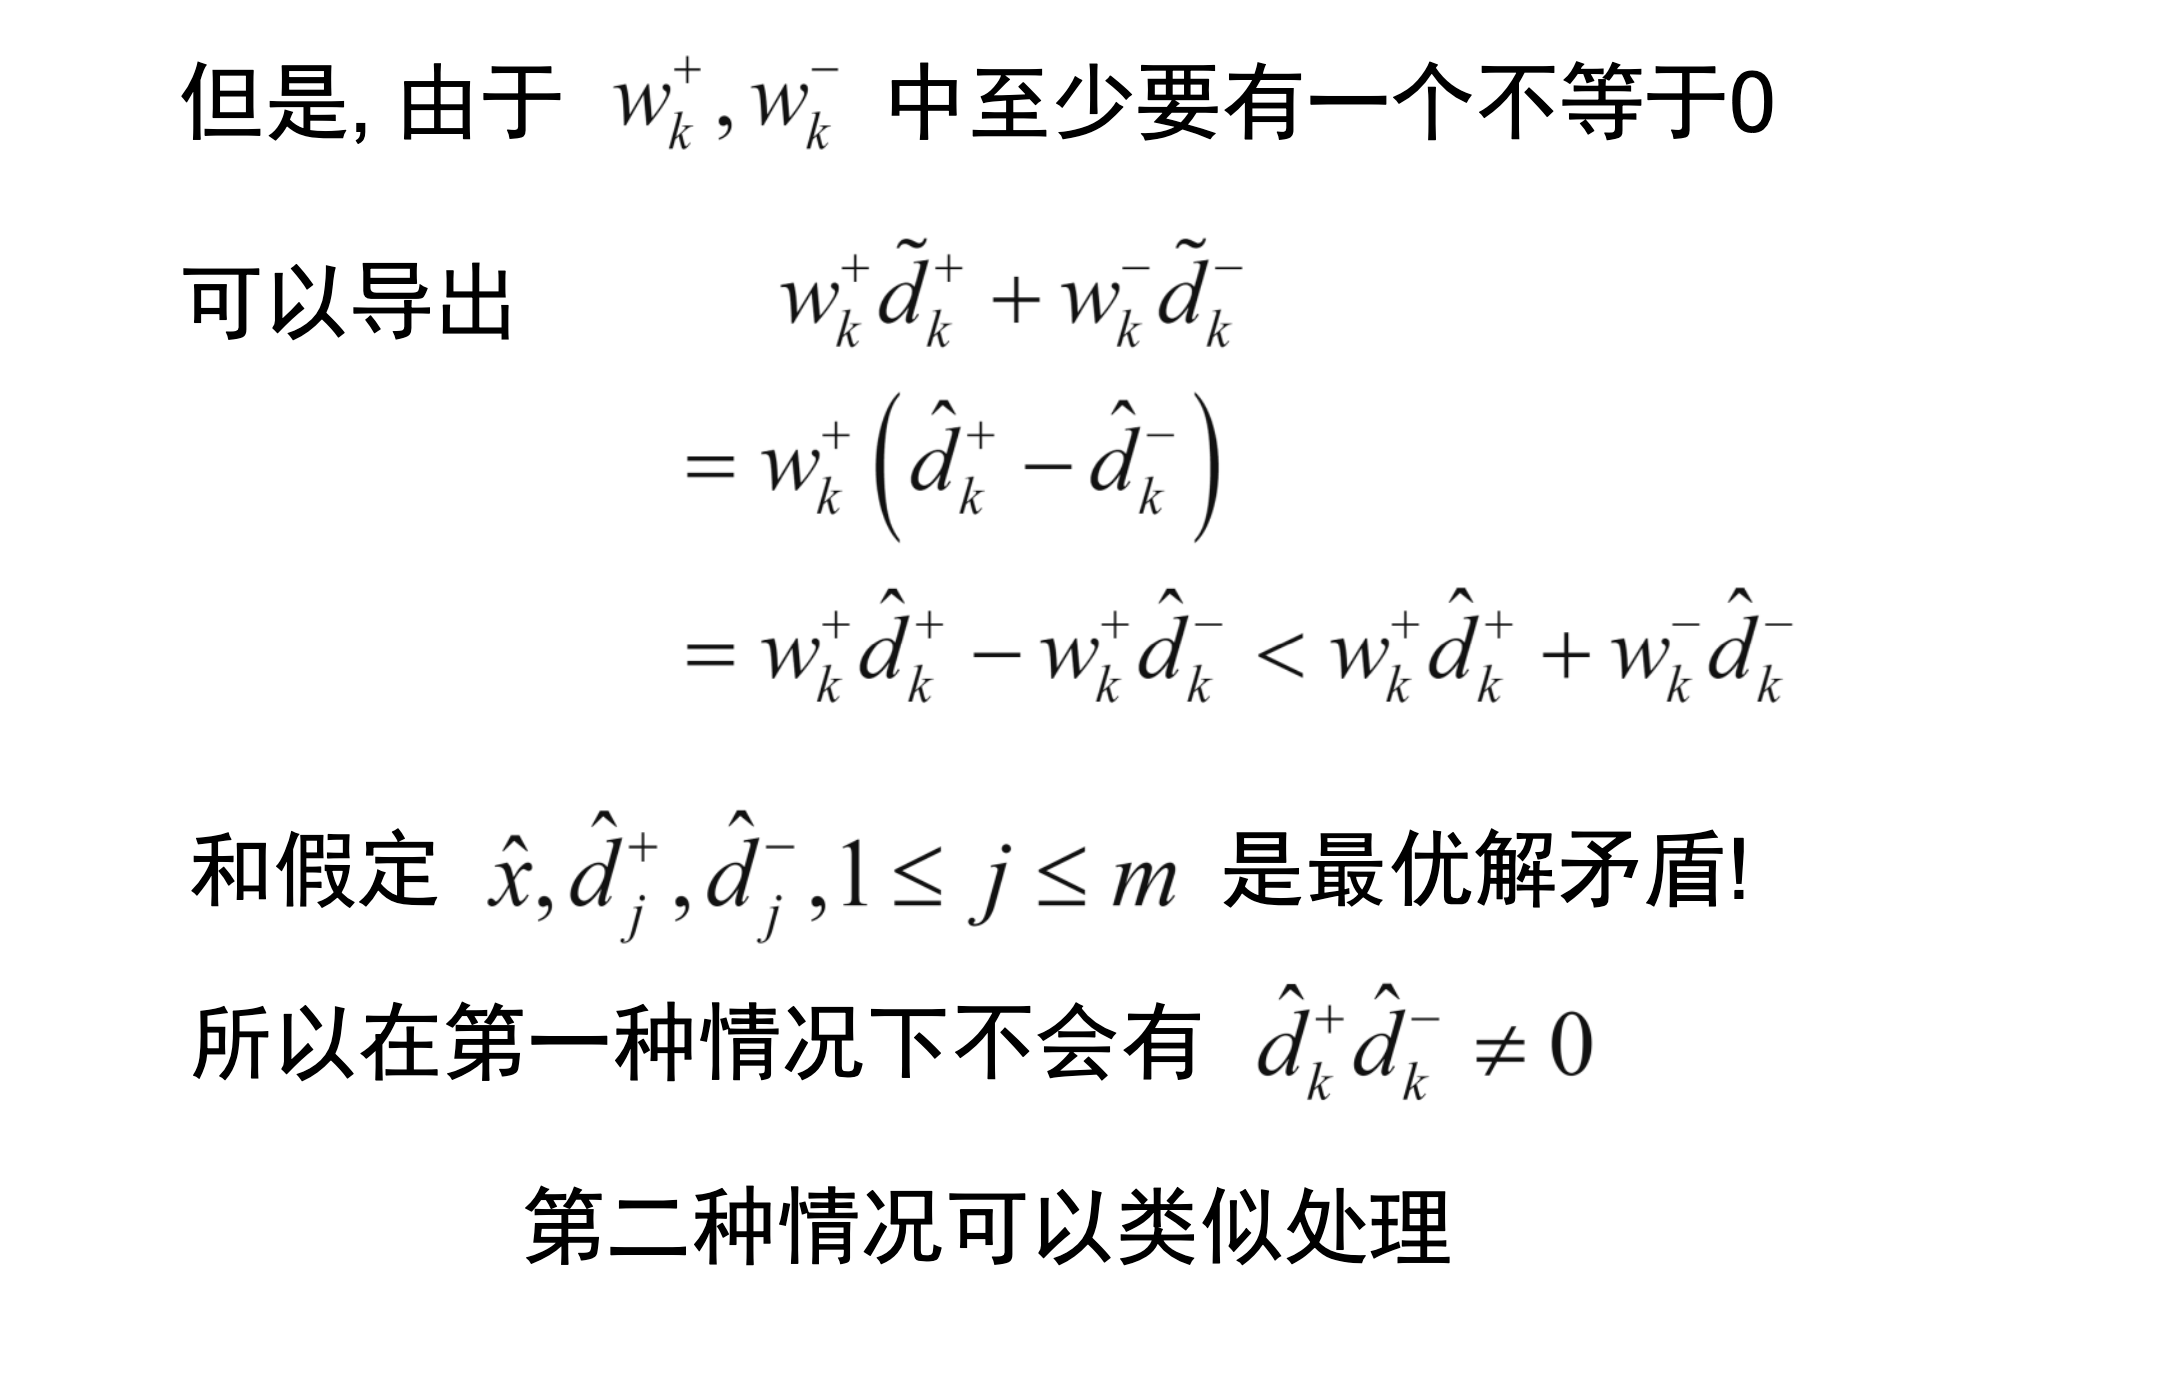 但是, 由于 $w_k^+, w_k^-$ 中至少要有一个不等于0
可以导出 $w_k^+ \tilde{d}_k^+ + w_k^- \tilde{d}_k^-$
$= w_k^+ \left( \hat{d}_k^+ - \hat{d}_k^- \right)$
$= w_k^+ \hat{d}_k^+ - w_k^+ \hat{d}_k^- < w_k^+ \hat{d}_k^+ + w_k^- \hat{d}_k^-$
和假定 $\hat{x}, \hat{d}_j^+, \hat{d}_j^-, 1 \leq j \leq m$ 是最优解矛盾!
所以在第一种情况下不会有 $\hat{d}_k^+ \hat{d}_k^- \neq 0$
第二种情况可以类似处理